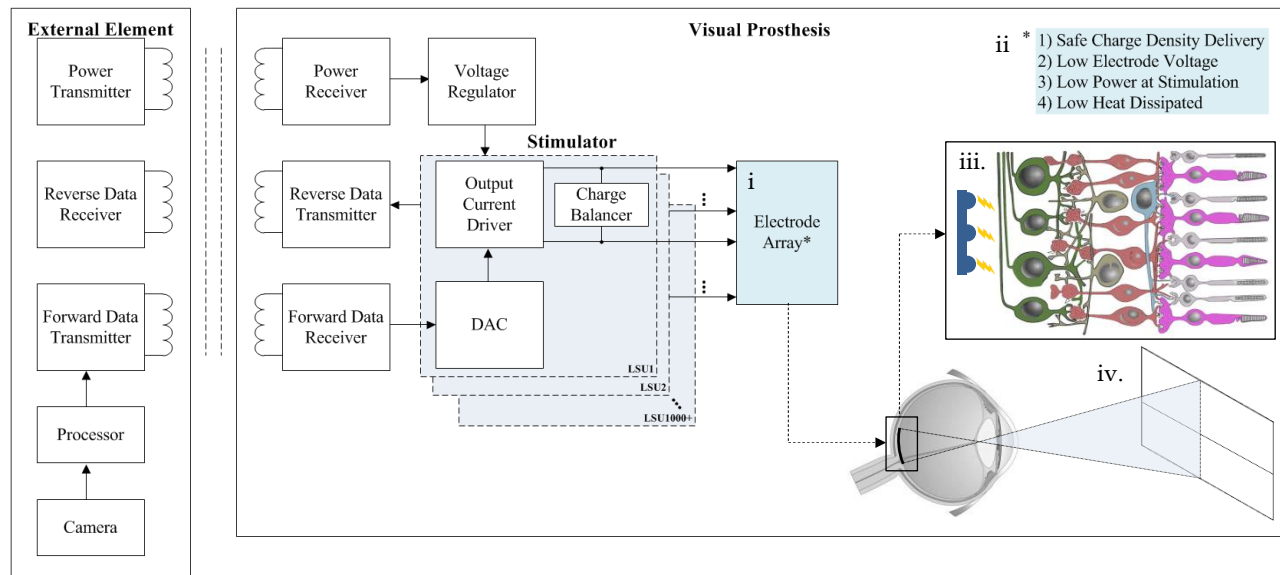 External Element
Power
Transmitter
Reverse Data
Receiver
Forward Data
Transmitter
Processor
Camera
Visual Prosthesis
Power
Receiver
Voltage
Regulator
Reverse Data
Transmitter
Forward Data
Receiver
Stimulator
Output
Current
Driver
Charge
Balancer
DAC
LSU1
LSU2
LSU1000+
i
Electrode
Array*
ii * 1) Safe Charge Density Delivery
2) Low Electrode Voltage
3) Low Power at Stimulation
4) Low Heat Dissipated
iii.
iv.